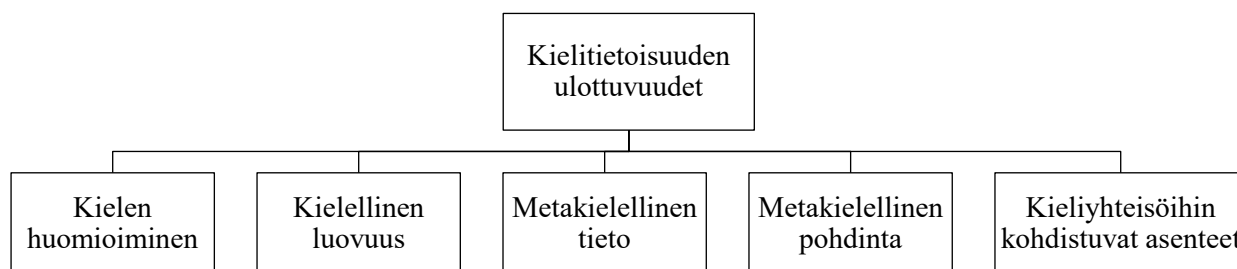 Kielitietoisuuden
ulottuvuudet
Kielen
huomioiminen
Kielellinen
luovuus
Metakielellinen
tieto
Metakielellinen
pohdinta
Kieliyhteisöihin
kohdistuvat asenteet